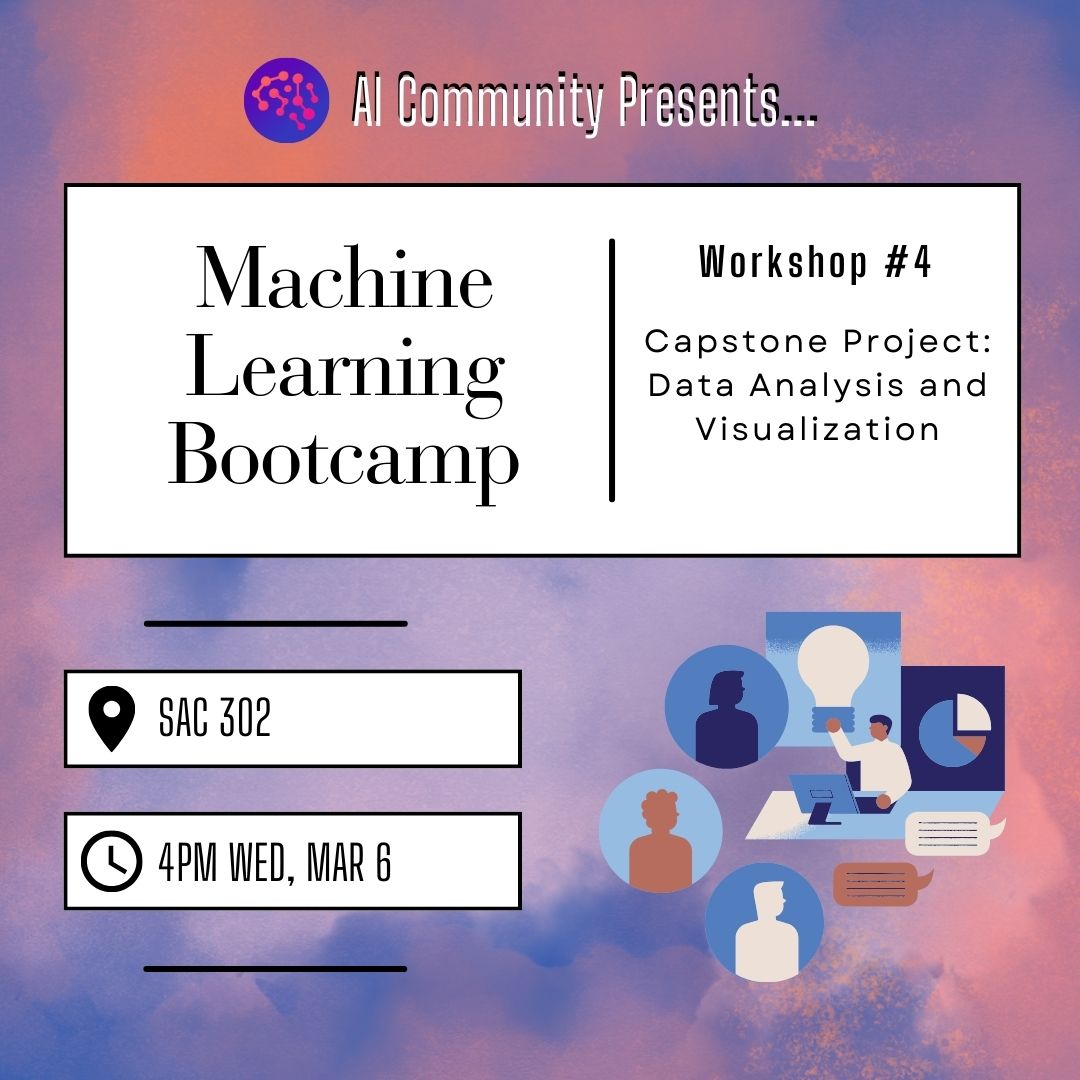 AI Community Presents...
Machine
Learning
Bootcamp
Workshop #4
Capstone Project:
Data Analysis and
Visualization
SAC 302
4PM WED, MAR 6